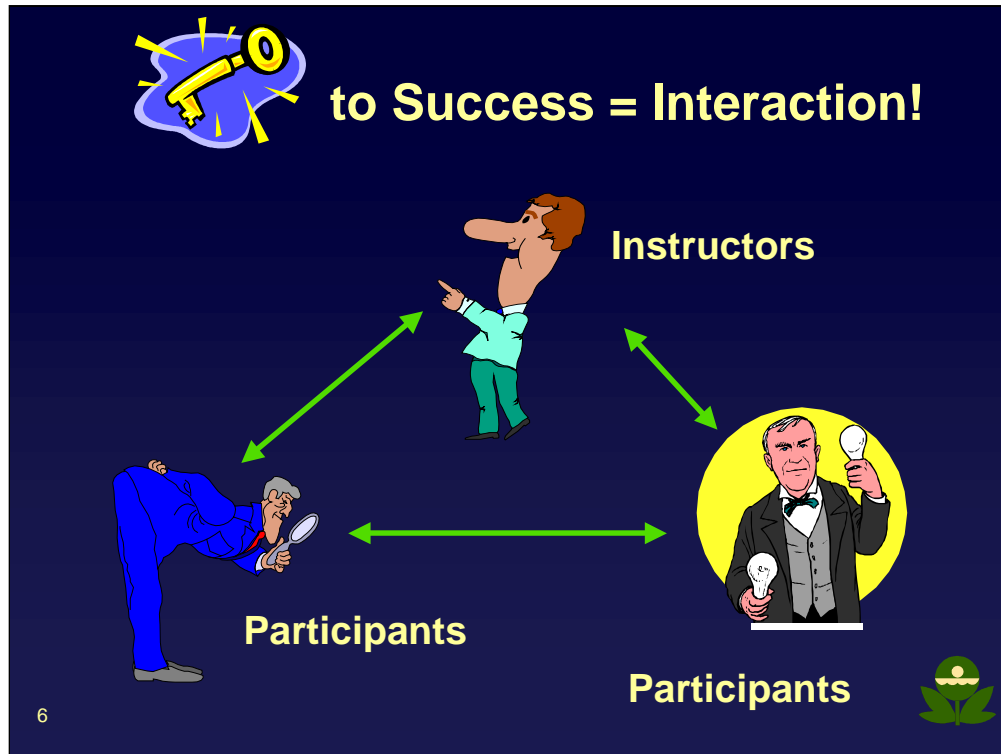 to Success = Interaction!
Instructors
Participants
Participants
6